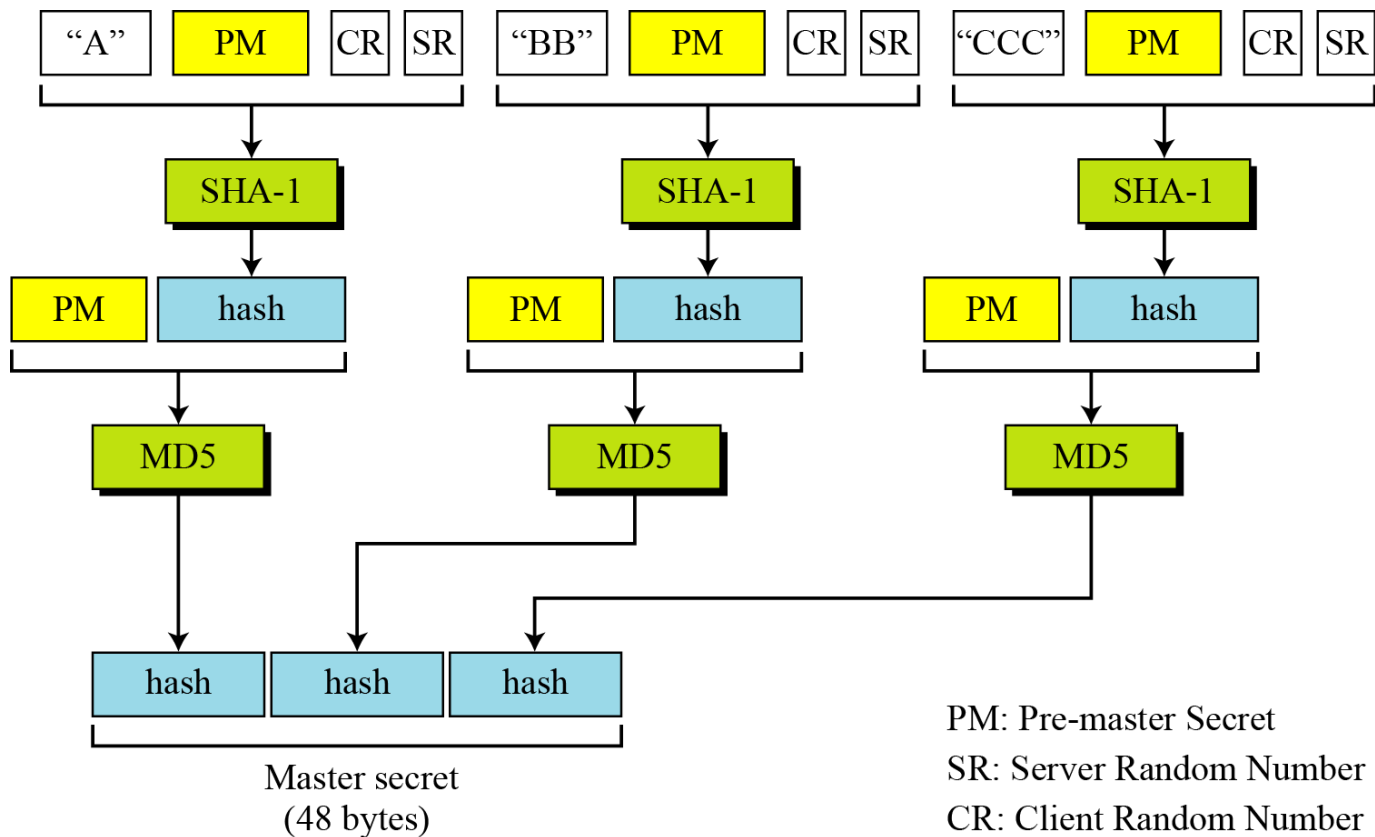 “A” PM CR SR “BB” PM CR SR “CCC” PM CR SR
SHA-1 SHA-1 SHA-1
PM hash PM hash PM hash
MD5 MD5 MD5
hash hash hash
Master secret
(48 bytes)
PM: Pre-master Secret
SR: Server Random Number
CR: Client Random Number